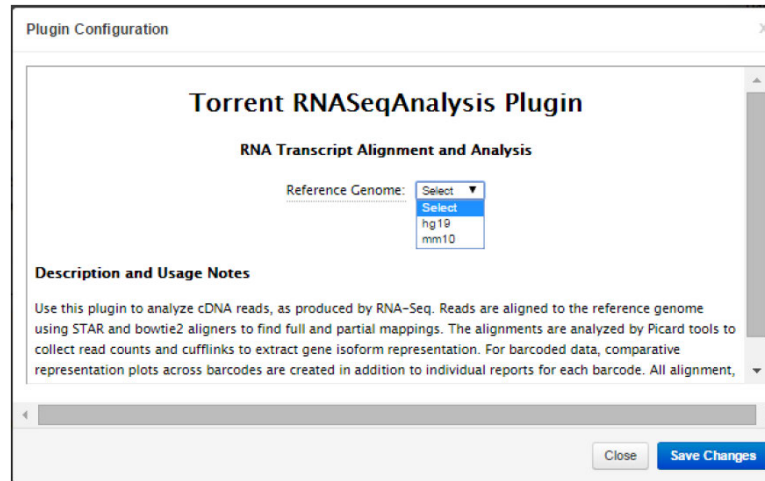 Plugin Configuration
Torrent RNASeqAnalysis Plugin
RNA Transcript Alignment and Analysis
Reference Genome: Select
Select
hg19
mm10
Description and Usage Notes
Use this plugin to analyze cDNA reads, as produced by RNA-Seq. Reads are aligned to the reference genome
using STAR and bowtie2 aligners to find full and partial mappings. The alignments are analyzed by Picard tools to
collect read counts and cufflinks to extract gene isoform representation. For barcoded data, comparative
representation plots across barcodes are created in addition to individual reports for each barcode. All alignment,
Close Save Changes